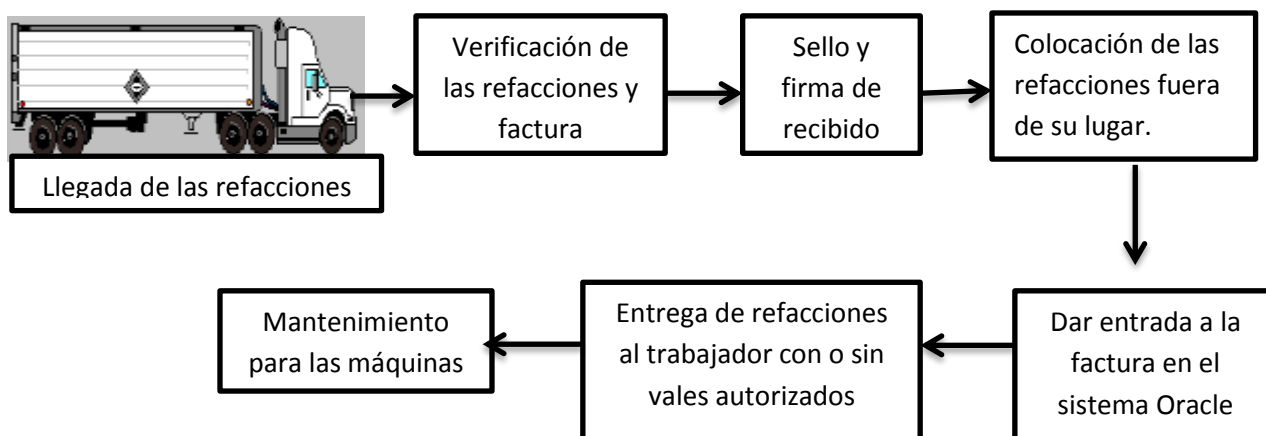 Llegada de las refacciones
Verificación de
las refacciones y
factura
Sello y
firma de
recibido
Colocación de las
refacciones fuera
de su lugar.
Dar entrada a la
factura en el
sistema Oracle
Entrega de refacciones
al trabajador con o sin
vales autorizados
Mantenimiento
para las máquinas